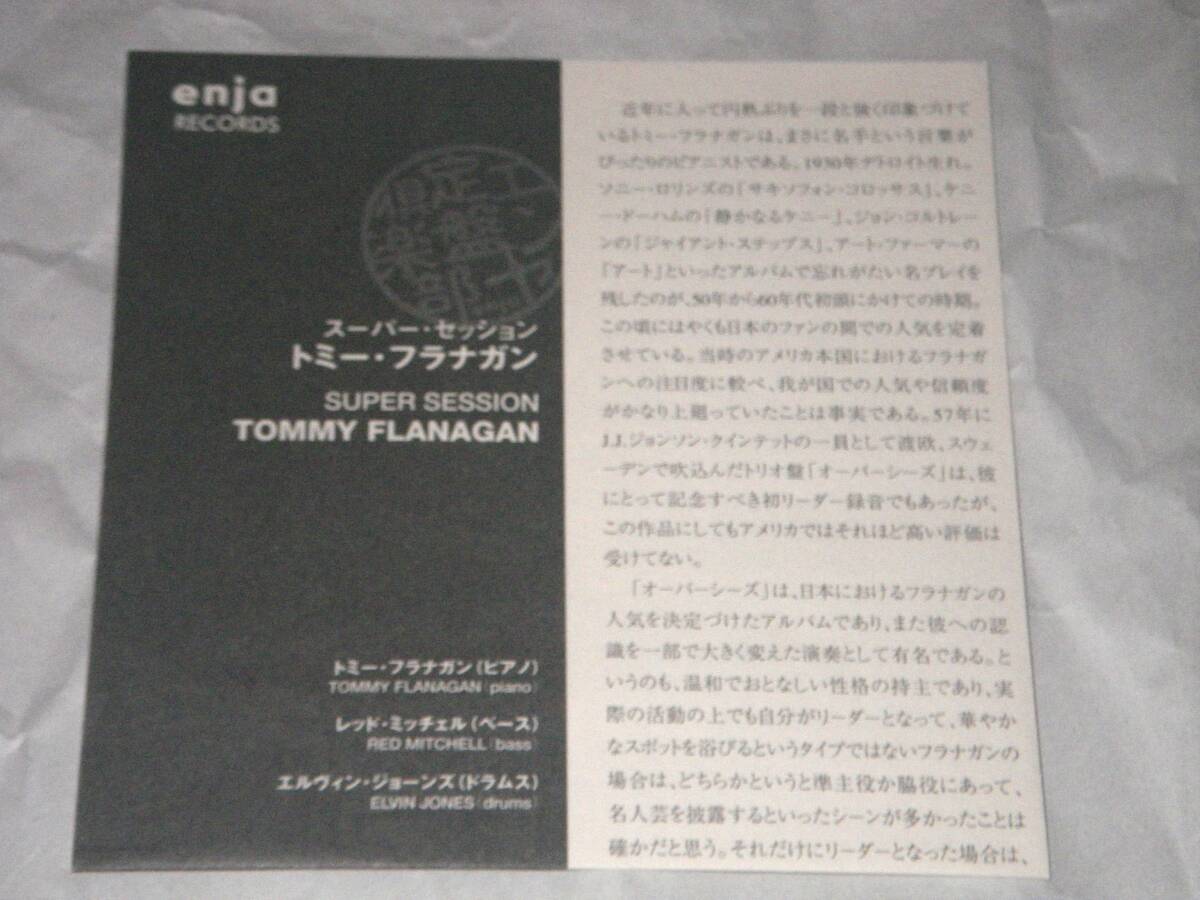 enja
RECORDS
エンヤ
定盤
倶楽部
スーパー・セッション
トミー・フラナガン
SUPER SESSION
TOMMY FLANAGAN
トミー・フラナガン(ピアノ)
TOMMY FLANAGAN (piano)
レッド・ミッチェル(ベース)
RED MITCHELL (bass)
エルヴィン・ジョーンズ(ドラムス)
ELVIN JONES (drums)
近年に入って円熟ぶりを一段と強く印象づけて
いるトミー・フラナガンは、まさに名手という言葉が
ぴったりのピアニストである。1930年デトロイト生れ。
ソニー・ロリンズの「サキソフォン・コロッサス」、ケニ
ー・ドーハムの「静かなるケニー」、ジョン・コルトレー
ンの「ジャイアント・ステップス」、アート・ファーマーの
「アート」といったアルバムで忘れがたい名プレイを
残したのが、50年から60年代初頭にかけての時期。
この頃にはやくも日本のファンの間での人気を定着
させている。当時のアメリカ本国におけるフラナガ
ンへの注目度に較べ、我が国での人気や信頼度
がかなり上廻っていたことは事実である。57年に
J.J.ジョンソン・クインテットの一員として渡欧、スウェ
ーデンで吹込んだトリオ盤「オーバーシーズ」は、彼
にとって記念すべき初リーダー録音でもあったが、
この作品にしてもアメリカではそれほど高い評価は
受けてない。
「オーバーシーズ」は、日本におけるフラナガンの
人気を決定づけたアルバムであり、また彼への認
識を一部で大きく変えた演奏として有名である。と
いうのも、温和でおとなしい性格の持主であり、実
際の活動の上でも自分がリーダーとなって、華やか
なスポットを浴びるというタイプではないフラナガンの
場合は、どちらかというと準主役か脇役にあって、
名人芸を披露するといったシーンが多かったことは
確かだと思う。それだけにリーダーとなった場合は、